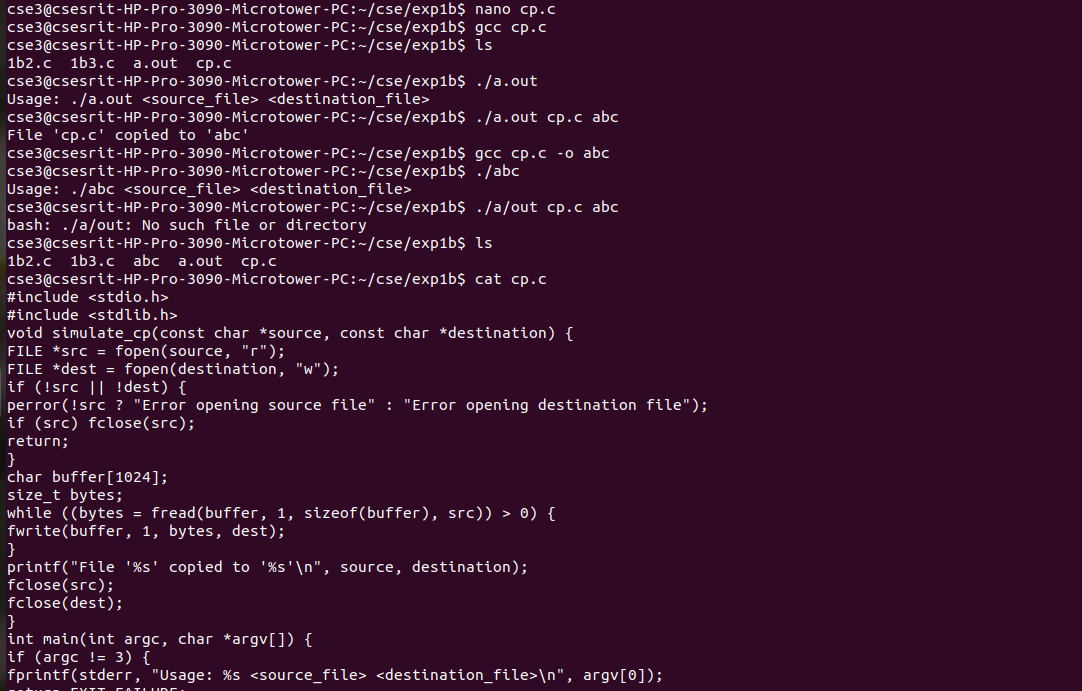 cse3@csesrit-HP-Pro-3090-Microtower-PC:~/cse/exp1b$ nano cp.c
cse3@csesrit-HP-Pro-3090-Microtower-PC:~/cse/exp1b$ gcc cp.c
cse3@csesrit-HP-Pro-3090-Microtower-PC:~/cse/exp1b$ ls
1b2.c  1b3.c  a.out  cp.c
cse3@csesrit-HP-Pro-3090-Microtower-PC:~/cse/exp1b$ ./a.out
Usage: ./a.out <source_file> <destination_file>
cse3@csesrit-HP-Pro-3090-Microtower-PC:~/cse/exp1b$ ./a.out cp.c abc
File 'cp.c' copied to 'abc'
cse3@csesrit-HP-Pro-3090-Microtower-PC:~/cse/exp1b$ gcc cp.c -o abc
cse3@csesrit-HP-Pro-3090-Microtower-PC:~/cse/exp1b$ ./abc
Usage: ./abc <source_file> <destination_file>
cse3@csesrit-HP-Pro-3090-Microtower-PC:~/cse/exp1b$ ./a/out cp.c abc
bash: ./a/out: No such file or directory
cse3@csesrit-HP-Pro-3090-Microtower-PC:~/cse/exp1b$ ls
1b2.c  1b3.c  abc  a.out  cp.c
cse3@csesrit-HP-Pro-3090-Microtower-PC:~/cse/exp1b$ cat cp.c
#include <stdio.h>
#include <stdlib.h>
void simulate_cp(const char *source, const char *destination) {
FILE *src = fopen(source, "r");
FILE *dest = fopen(destination, "w");
if (!src || !dest) {
perror(!src ? "Error opening source file" : "Error opening destination file");
if (src) fclose(src);
return;
}
char buffer[1024];
size_t bytes;
while ((bytes = fread(buffer, 1, sizeof(buffer), src)) > 0) {
fwrite(buffer, 1, bytes, dest);
}
printf("File '%s' copied to '%s'\n", source, destination);
fclose(src);
fclose(dest);
}
int main(int argc, char *argv[]) {
if (argc != 3) {
fprintf(stderr, "Usage: %s <source_file> <destination_file>\n", argv[0]);
return EXIT_FAILURE;